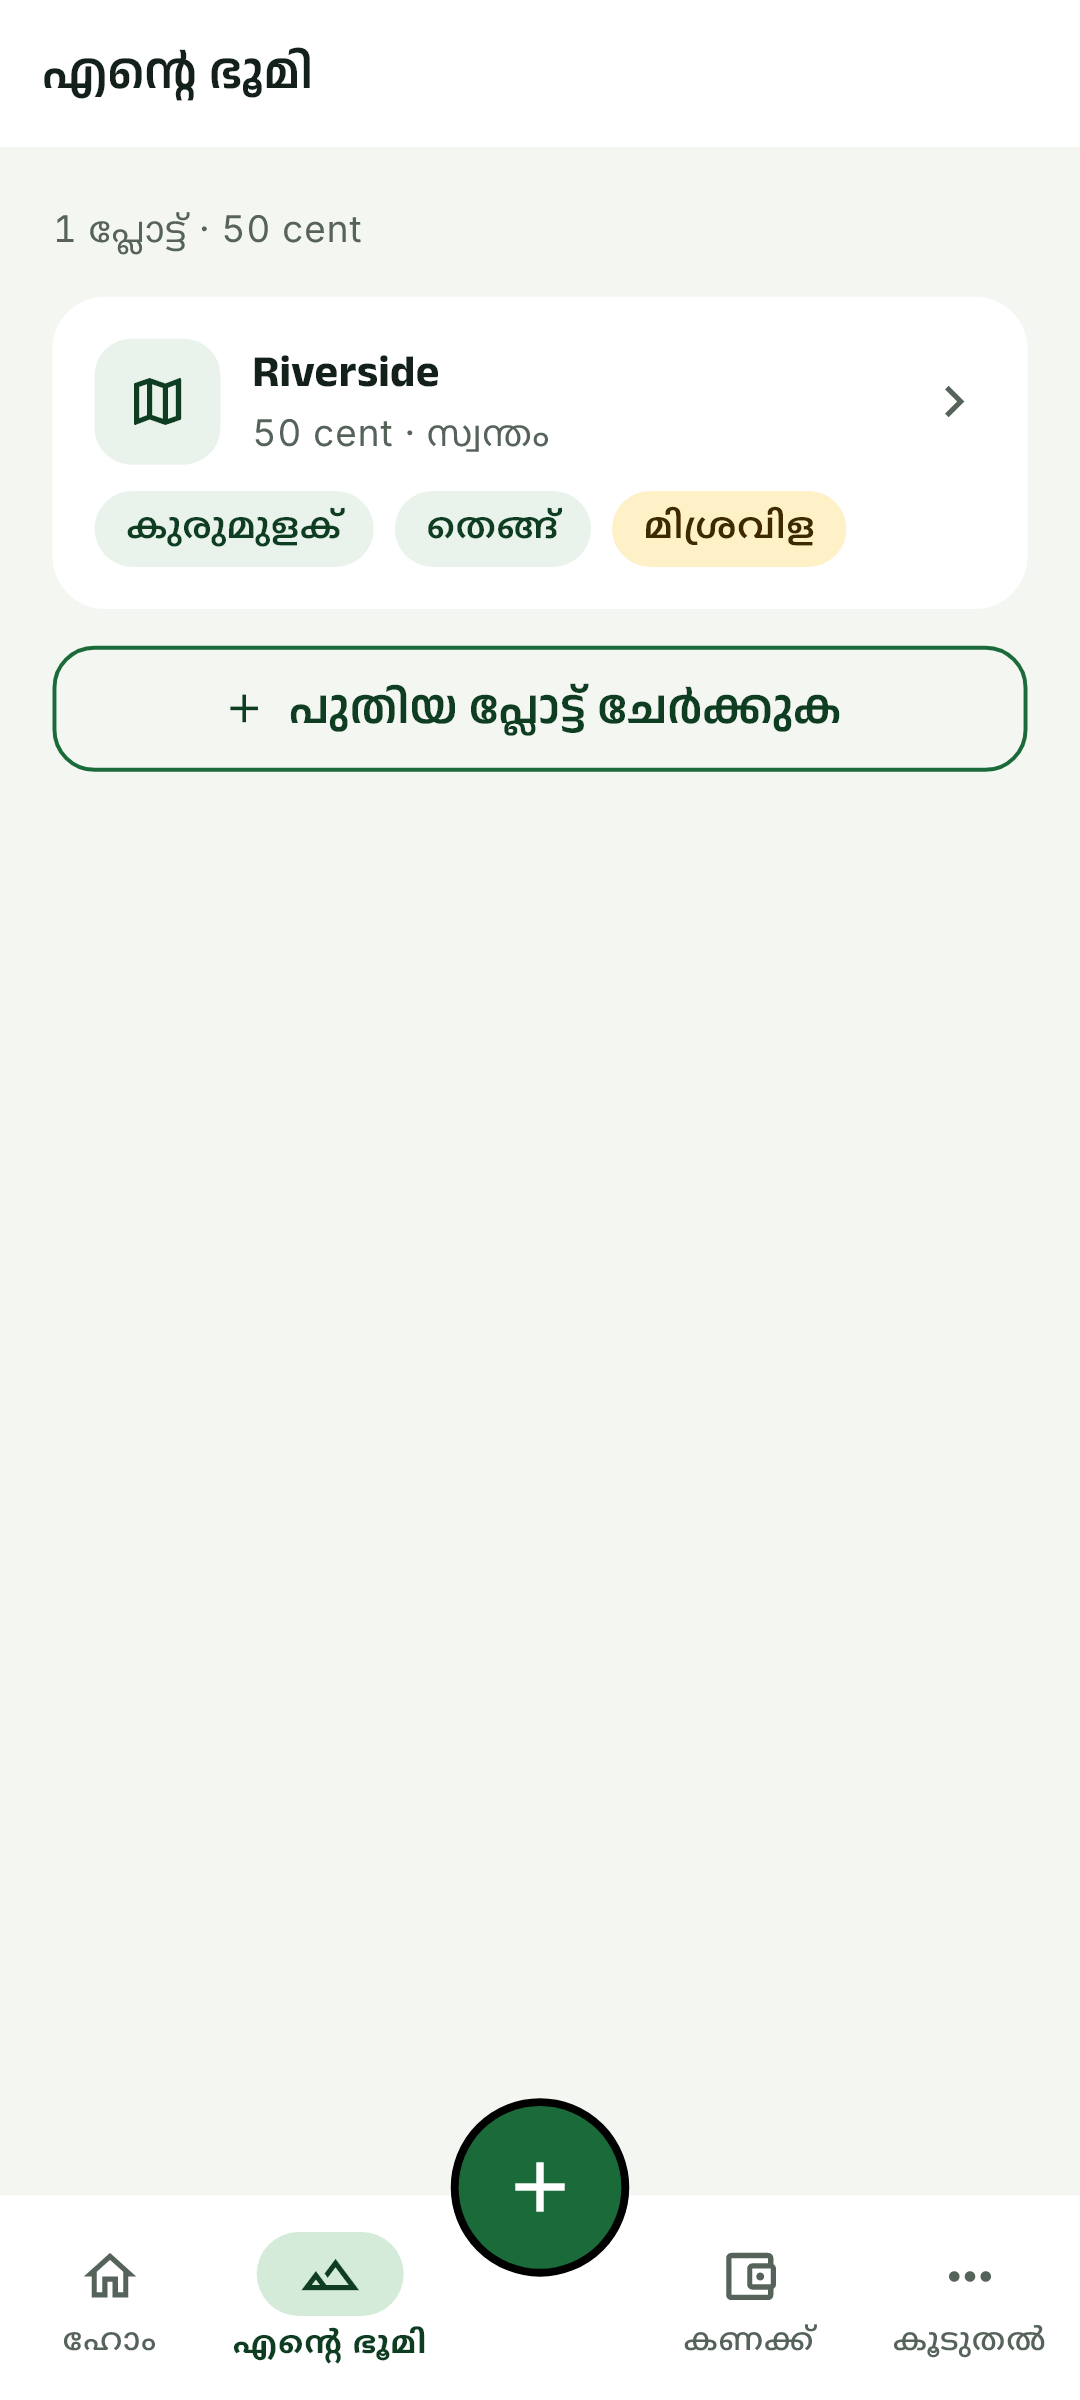 എന്റെ ഭൂമി
1 പ്ലോട്ട് · 50 cent
Riverside
50 cent · സ്വന്തം
കുരുമുളക് തെങ്ങ് മിശ്രവിള
+ പുതിയ പ്ലോട്ട് ചേർക്കുക
ഹോം എന്റെ ഭൂമി കണക്ക് കൂടുതൽ